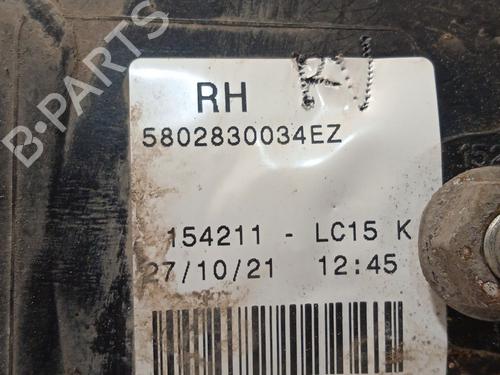 RH
5802830034EZ
154211 - LC15 K
27/10/21 12:45
B-PARTS